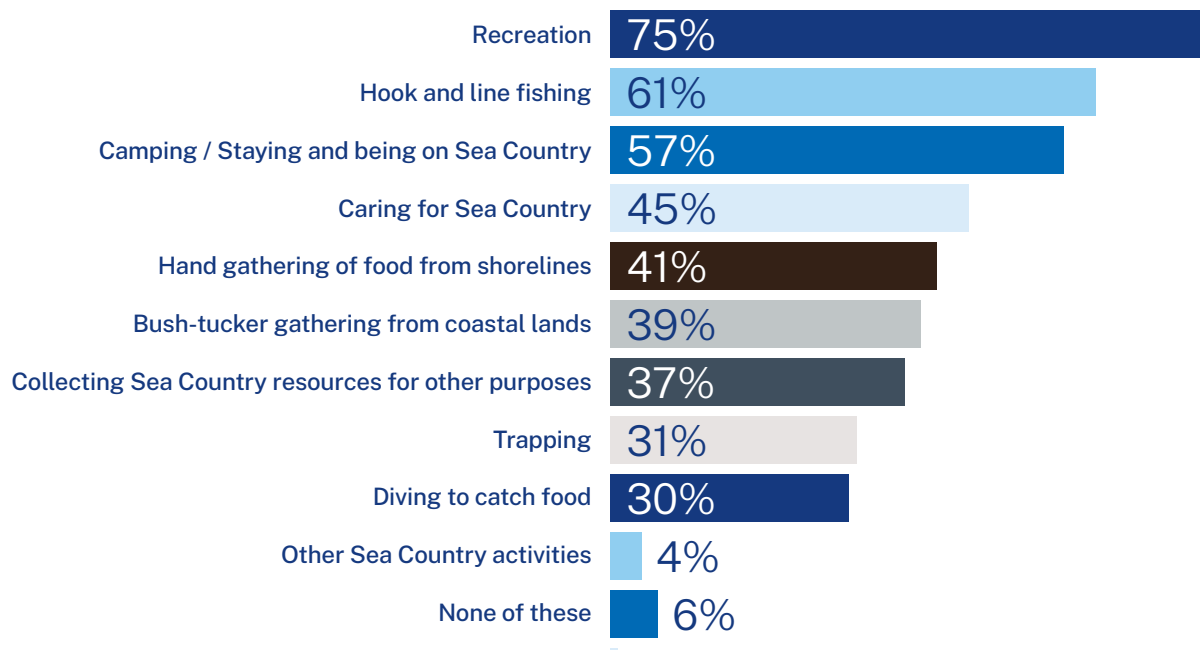 Recreation 75%
Hook and line fishing 61%
Camping / Staying and being on Sea Country 57%
Caring for Sea Country 45%
Hand gathering of food from shorelines 41%
Bush-tucker gathering from coastal lands 39%
Collecting Sea Country resources for other purposes 37%
Trapping 31%
Diving to catch food 30%
Other Sea Country activities 4%
None of these 6%